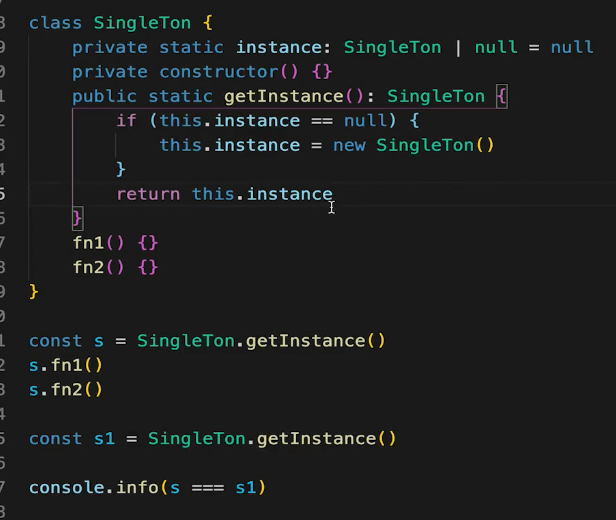 8 class SingleTon {
9     private static instance: SingleTon | null = null
0     private constructor() {}
1     public static getInstance(): SingleTon {
2         if (this.instance == null) {
3             this.instance = new SingleTon()
4         }
5         return this.instance
6     }
7     fn1() {}
8     fn2() {}
9 }
0
1 const s = SingleTon.getInstance()
2 s.fn1()
3 s.fn2()
4
5 const s1 = SingleTon.getInstance()
6
7 console.info(s === s1)
8